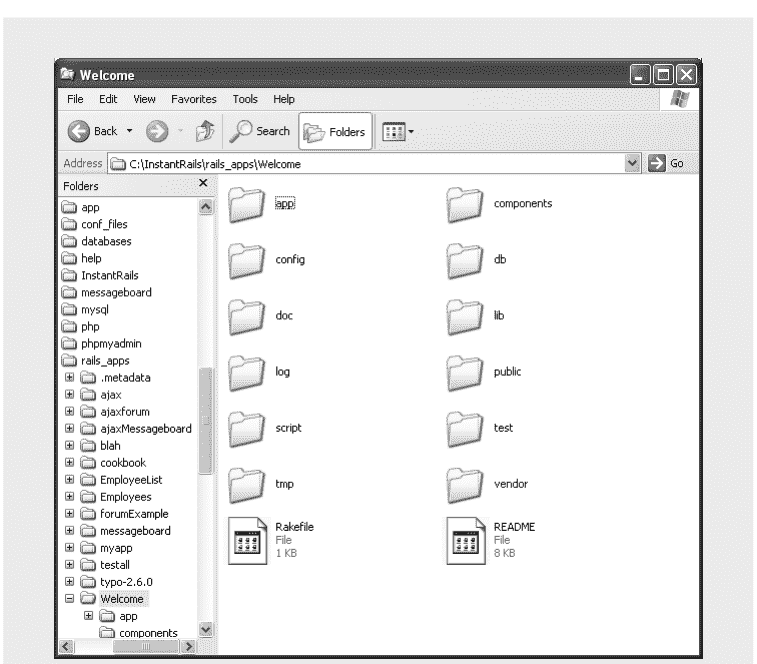 Welcome
File Edit View Favorites Tools Help
Back Search Folders
Address C:\InstantRails\rails_apps\Welcome Go
Folders X
app
conf_files
databases
help
InstantRails
messageboard
mysql
php
phpmyadmin
rails_apps
.metadata
ajax
ajaxforum
ajaxMessageboard
blah
cookbook
EmployeeList
Employees
forumExample
messageboard
myapp
testall
typo-2.6.0
Welcome
app
components
app components
config db
doc lib
log public
script test
tmp vendor
Rakefile
File
1 KB
README
File
8 KB